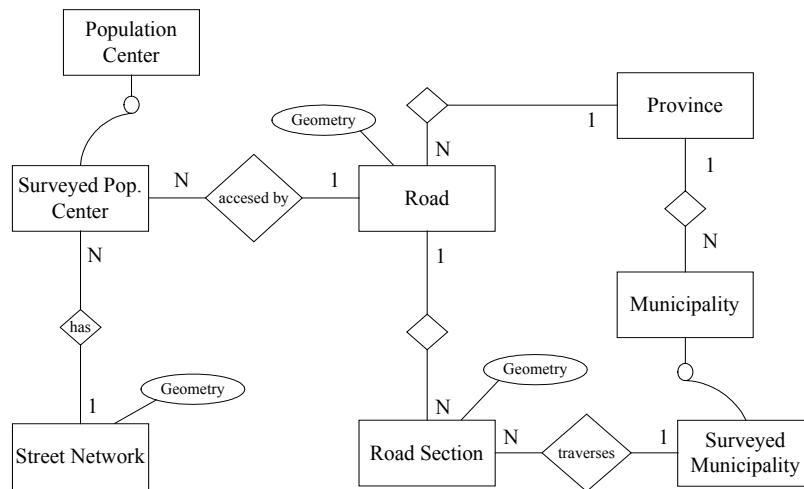 Population
Center
Geometry
Province
1
N
1
Surveyed Pop.
Center
N
accesed by
1
Road
N
1
N
Municipality
has
Geometry
Geometry
1
N
Street Network
Road Section
N
traverses
1
Surveyed
Municipality